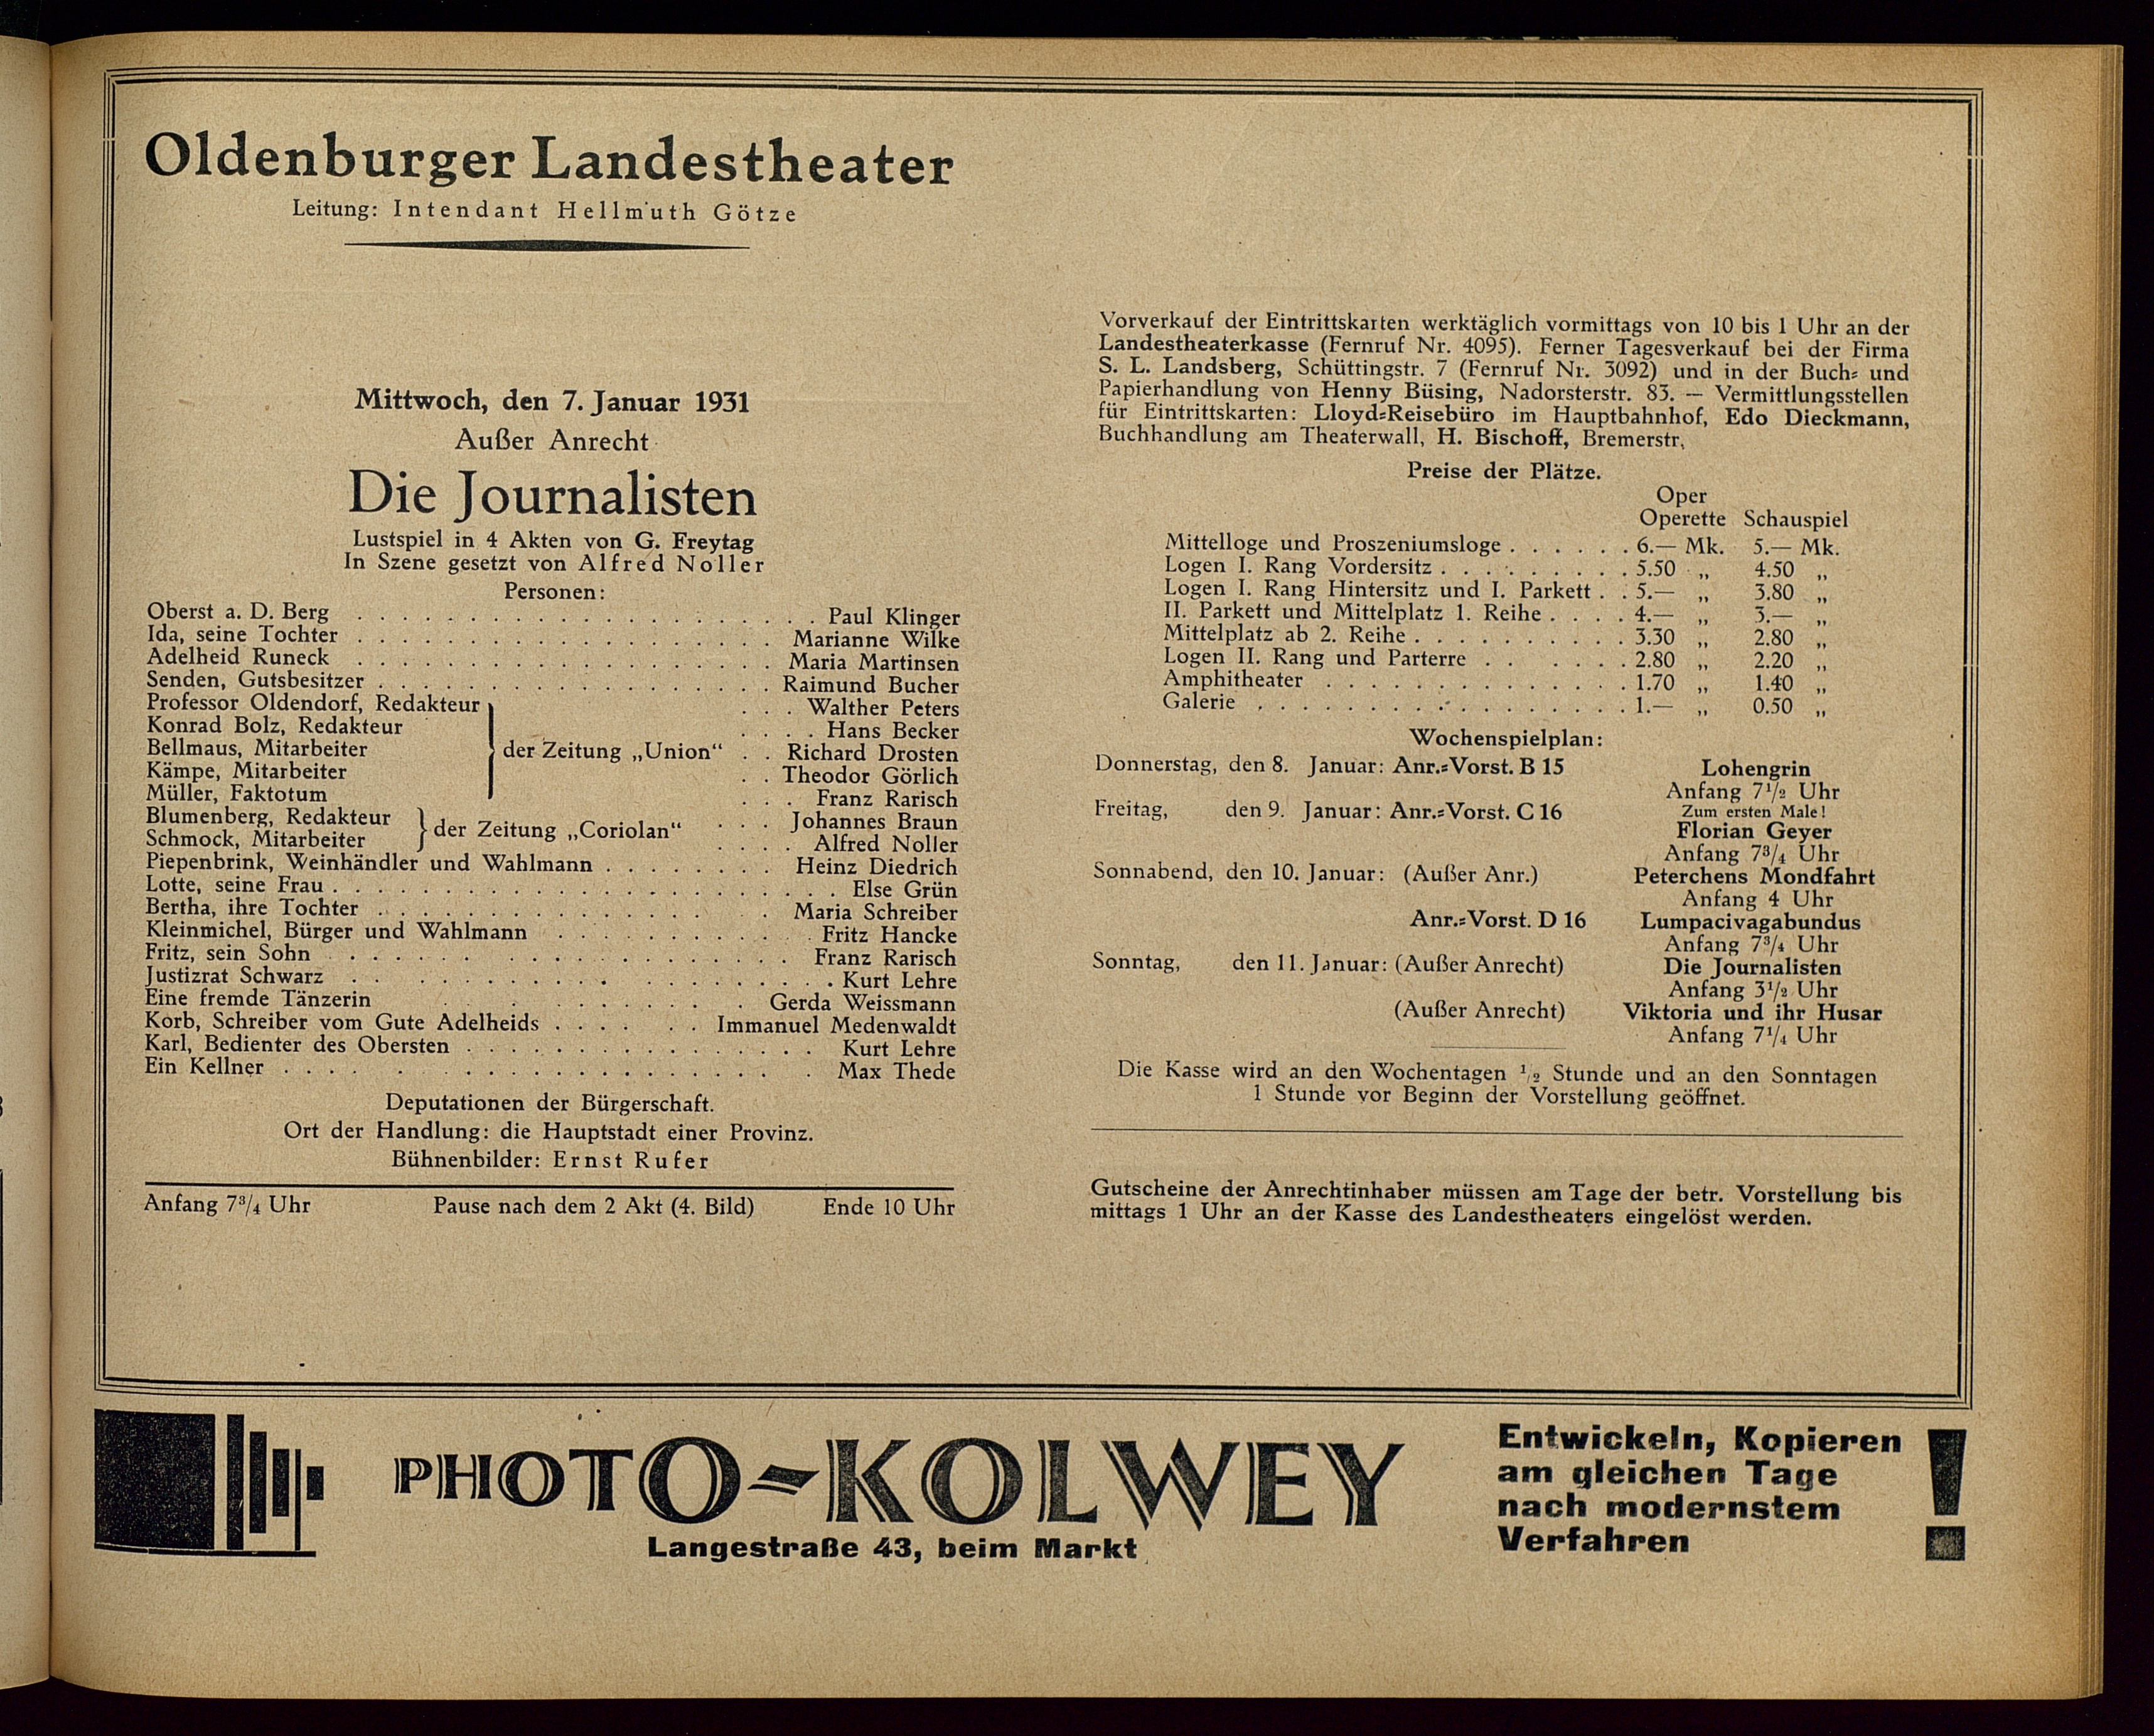 Oldenburger Landestheater
Leitung: Intendant Hellmuth Götze
Mittwoch, den 7. Januar 1931
Außer Anrecht
Die Journalisten
Lustspiel in 4 Akten von G. Freytag
In Szene gesetzt von Alfred Noller
Personen:
Oberst a. D. Berg . . . . . . . . . . Paul Klinger
Ida, seine Tochter . . . . . . . . . . Marianne Wilke
Adelheid Runeck . . . . . . . . . . Maria Martinsen
Senden, Gutsbesitzer . . . . . . . . . . Raimund Bucher
Professor Oldendorf, Redakteur . . . Walther Peters
Konrad Bolz, Redakteur . . . . Hans Becker
Bellmaus, Mitarbeiter } der Zeitung „Union“ . . Richard Drosten
Kämpe, Mitarbeiter . . Theodor Görlich
Müller, Faktotum . . . Franz Rarisch
Blumenberg, Redakteur } der Zeitung „Coriolan“ . . . Johannes Braun
Schmock, Mitarbeiter . . . . Alfred Noller
Piepenbrink, Weinhändler und Wahlmann . . . . . . . . Heinz Diedrich
Lotte, seine Frau . . . . . . . . . . Else Grün
Bertha, ihre Tochter . . . . . . . . . . Maria Schreiber
Kleinmichel, Bürger und Wahlmann . . . . . . . . . . Fritz Hancke
Fritz, sein Sohn . . . . . . . . . . Franz Rarisch
Justizrat Schwarz . . . . . . . . . . Kurt Lehre
Eine fremde Tänzerin . . . . . . . . . . Gerda Weissmann
Korb, Schreiber vom Gute Adelheids . . . . . . Immanuel Medenwaldt
Karl, Bedienter des Obersten . . . . . . . . . . Kurt Lehre
Ein Kellner . . . . . . . . . . Max Thede
Deputationen der Bürgerschaft.
Ort der Handlung: die Hauptstadt einer Provinz.
Bühnenbilder: Ernst Rufer
Anfang 7³/₄ Uhr Pause nach dem 2 Akt (4. Bild) Ende 10 Uhr
Vorverkauf der Eintrittskarten werktäglich vormittags von 10 bis 1 Uhr an der
Landestheaterkasse (Fernruf Nr. 4095). Ferner Tagesverkauf bei der Firma
S. L. Landsberg, Schüttingstr. 7 (Fernruf Nr. 3092) und in der Buch- und
Papierhandlung von Henny Büsing, Nadorsterstr. 83. — Vermittlungsstellen
für Eintrittskarten: Lloyd-Reisebüro im Hauptbahnhof, Edo Dieckmann,
Buchhandlung am Theaterwall, H. Bischoff, Bremerstr.
Preise der Plätze.
Oper
Operette Schauspiel
Mittelloge und Proszeniumsloge . . . . . . 6.— Mk. 5.— Mk.
Logen I. Rang Vordersitz . . . . . . . . . 5.50 „ 4.50 „
Logen I. Rang Hintersitz und I. Parkett . . 5.— „ 3.80 „
II. Parkett und Mittelplatz 1. Reihe . . . . 4.— „ 3.— „
Mittelplatz ab 2. Reihe . . . . . . . . . . 3.30 „ 2.80 „
Logen II. Rang und Parterre . . . . . . . 2.80 „ 2.20 „
Amphitheater . . . . . . . . . . . . . . 1.70 „ 1.40 „
Galerie . . . . . . . . . . . . . . . . . 1.— „ 0.50 „
Wochenspielplan:
Donnerstag, den 8. Januar: Anr.-Vorst. B 15 Lohengrin
Anfang 7¹/₂ Uhr
Freitag, den 9. Januar: Anr.-Vorst. C 16 Zum ersten Male!
Florian Geyer
Anfang 7³/₄ Uhr
Sonnabend, den 10. Januar: (Außer Anr.) Peterchens Mondfahrt
Anfang 4 Uhr
Anr.-Vorst. D 16 Lumpacivagabundus
Anfang 7³/₄ Uhr
Sonntag, den 11. Januar: (Außer Anrecht) Die Journalisten
Anfang 3¹/₂ Uhr
(Außer Anrecht) Viktoria und ihr Husar
Anfang 7¹/₄ Uhr
Die Kasse wird an den Wochentagen ¹/₂ Stunde und an den Sonntagen
1 Stunde vor Beginn der Vorstellung geöffnet.
Gutscheine der Anrechtinhaber müssen am Tage der betr. Vorstellung bis
mittags 1 Uhr an der Kasse des Landestheaters eingelöst werden.
PHOTO-KOLWEY
Langestraße 43, beim Markt
Entwickeln, Kopieren
am gleichen Tage
nach modernstem
Verfahren !